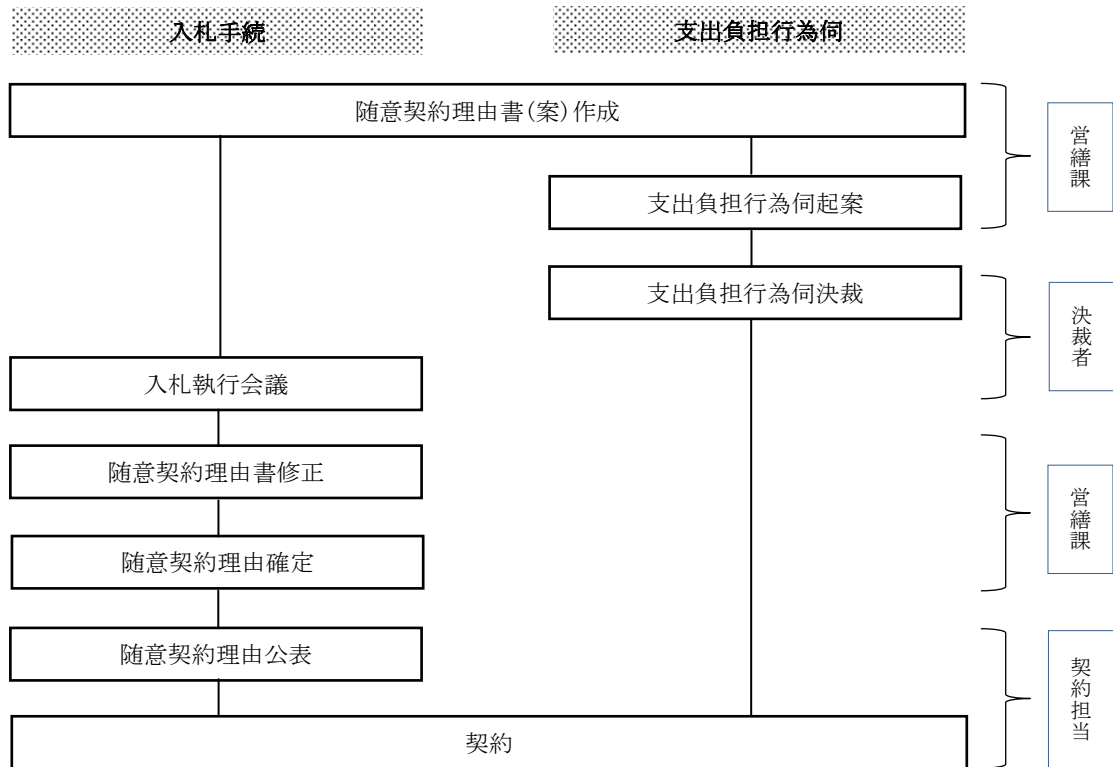 入札手続
支出負担行為伺
随意契約理由書(案)作成
営繕課
支出負担行為伺起案
支出負担行為伺決裁
決裁者
入札執行会議
随意契約理由書修正
営繕課
随意契約理由確定
随意契約理由公表
契約担当
契約